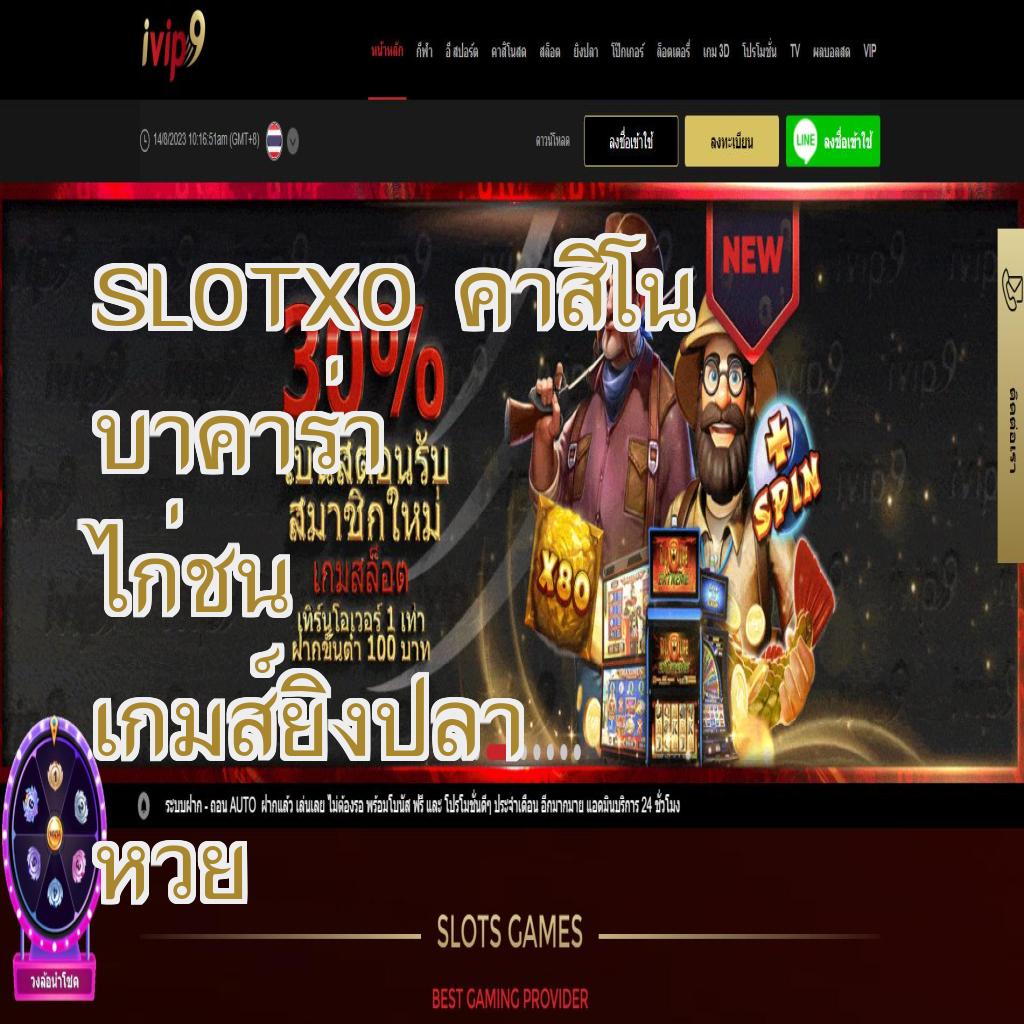 ivip9
หน้าหลัก กีฬา อี สปอร์ต คาสิโนสด สล็อต ยิงปลา โป๊กเกอร์ ล็อตเตอรี่ เกม 3D โปรโมชั่น TV ผลบอลสด VIP
14/8/2023 10:16:51am (GMT+8)
ดาวน์โหลด ลงชื่อเข้าใช้ ลงทะเบียน LINE ลงชื่อเข้าใช้
NEW
SLOTXO คาสิโน
30%
บาคาร่า
โบนัสต้อนรับ
สมาชิกใหม่
ไก่ชน
เกมสล็อต
เทิร์นโอเวอร์ 1 เท่า
ฝากขั้นต่ำ 100 บาท
+ SPIN
X80
EXTREME
ติดต่อเรา
เกมส์ยิงปลา
ระบบฝาก - ถอน AUTO ฝากแล้ว เล่นเลย ไม่ต้องรอ พร้อมโบนัส ฟรี และ โปรโมชั่นดีๆ ประจำเดือน อีกมากมาย แอดมินบริการ 24 ชั่วโมง
หวย
วงล้อนำโชค
SLOTS GAMES
BEST GAMING PROVIDER